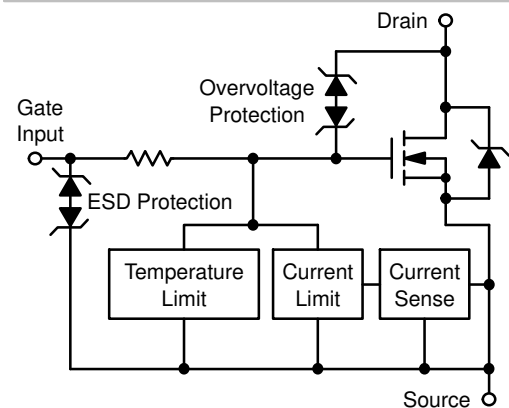 Drain
Overvoltage
Protection
Gate
Input
ESD Protection
Temperature
Limit
Current
Limit
Current
Sense
Source